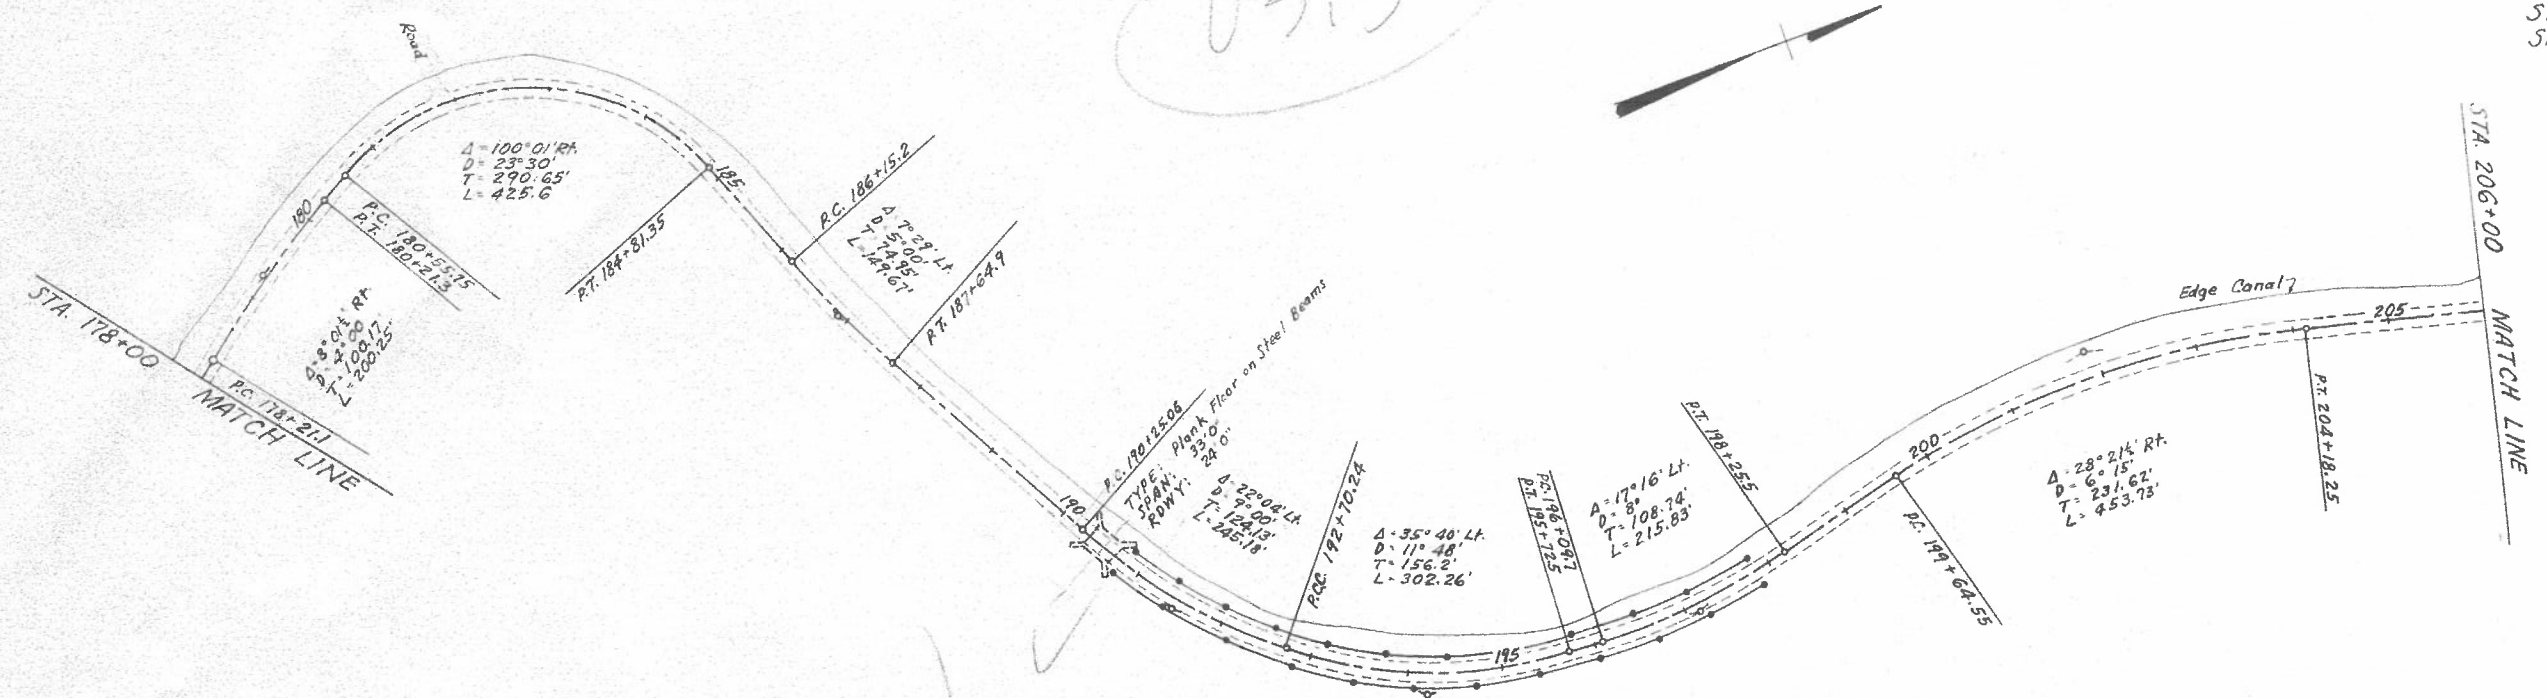 Road
Δ = 100°01' Rt.
D = 23°30'
T = 290.65'
L = 425.6
180
P.C. 180+55.75
P.T. 180+21.3
STA. 178+00
MATCH LINE
Δ = 8°01½' Rt
D = 4°00'
T = 100.17'
L = 200.25'
P.C. 178+21.1
185
P.T. 184+81.35
P.C. 186+15.2
Δ = 7°29' Lt.
D = 5°00'
T = 74.95'
L = 149.67'
P.T. 187+64.9
190
P.C. 190+25.06
TYPE: Plank Floor on Steel Beams
SPAN: 33'0"
RDWY: 24'0"
Δ = 22°04' Lt.
D = 9°00'
T = 124.13'
L = 245.18'
P.C.C. 192+70.24
Δ = 35°40' Lt.
D = 11°48'
T = 156.2'
L = 302.26'
195
P.C. 196+09.7
P.T. 195+72.5
Δ = 17°16' Lt.
D = 8°
T = 108.74'
L = 215.83'
P.T. 198+25.5
200
P.C. 199+64.55
Δ = 28°21½' Rt.
D = 6°15'
T = 231.62'
L = 453.73'
Edge Canal
205
P.T. 204+18.25
STA. 206+00
MATCH LINE